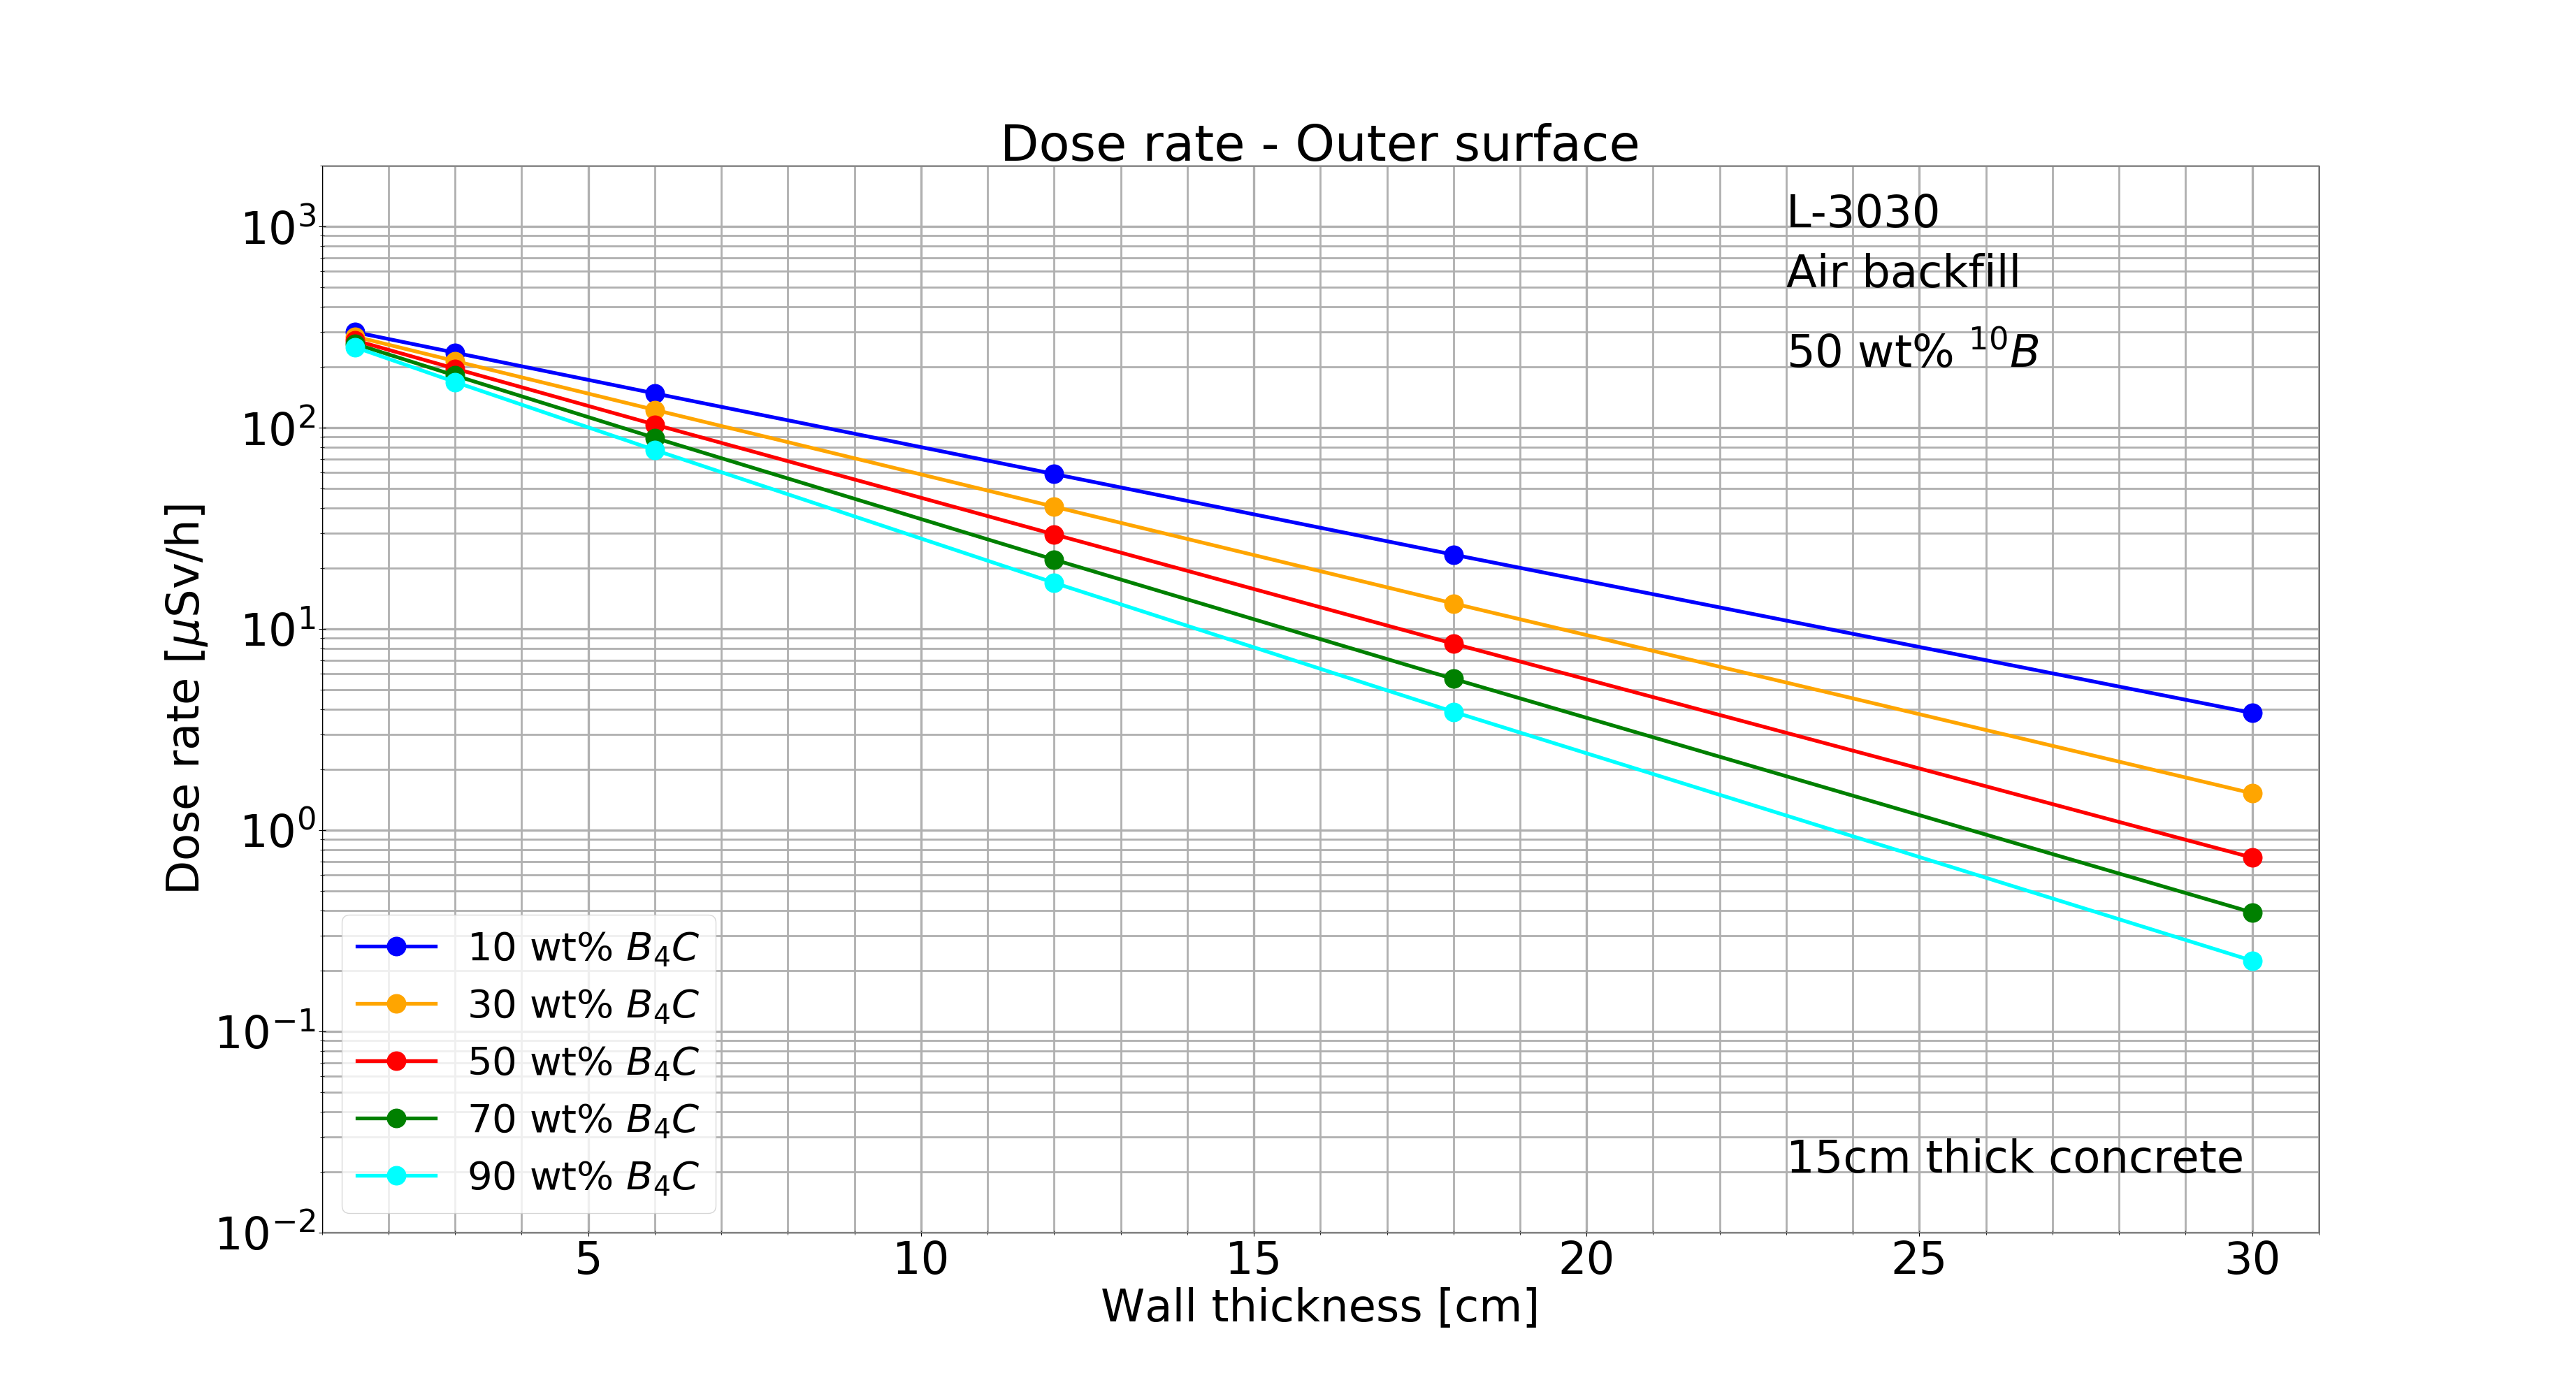 Dose rate - Outer surface
L-3030
Air backfill
50 wt% ¹⁰B
15cm thick concrete
Dose rate [μSv/h]
10³
10²
10¹
10⁰
10⁻¹
10⁻²
10 wt% B₄C
30 wt% B₄C
50 wt% B₄C
70 wt% B₄C
90 wt% B₄C
5 10 15 20 25 30
Wall thickness [cm]